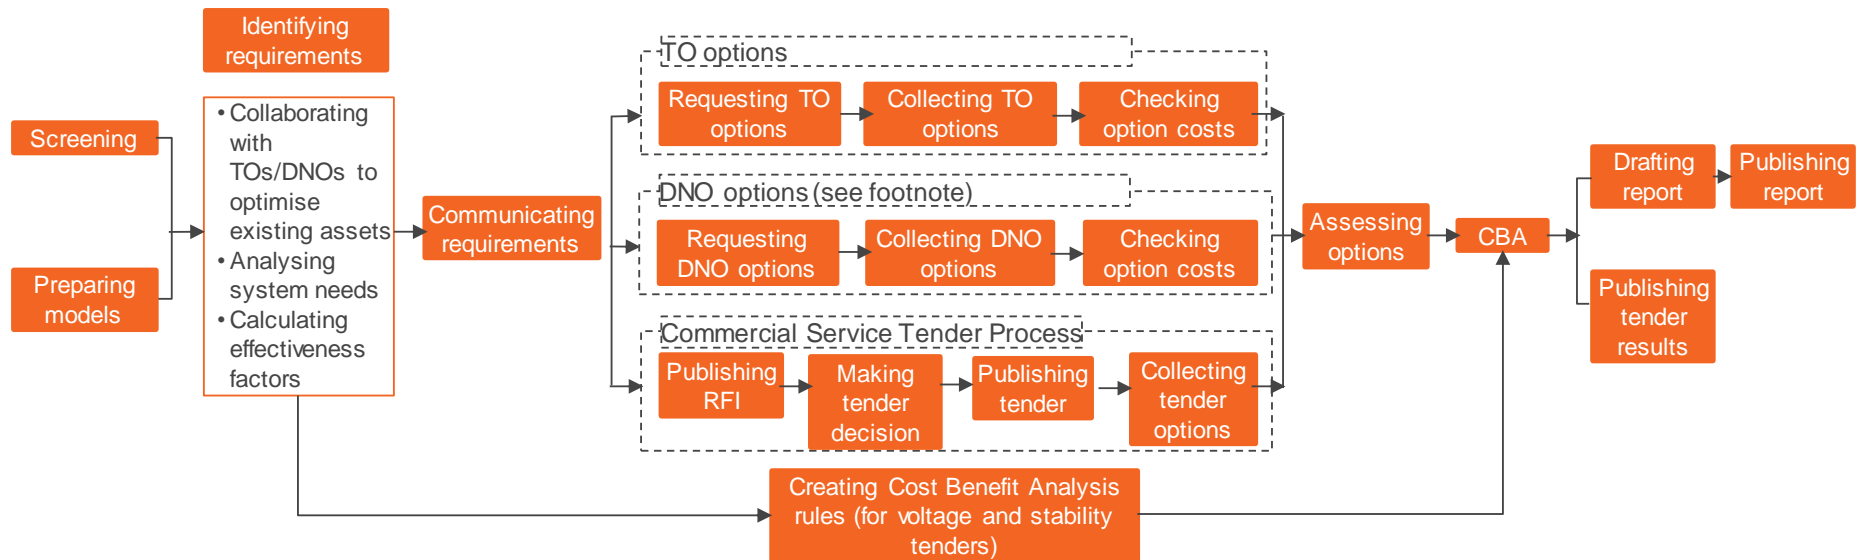 Identifying
requirements
Screening
Preparing
models
• Collaborating
with
TOs/DNOs to
optimise
existing assets
• Analysing
system needs
• Calculating
effectiveness
factors
Communicating
requirements
TO options
Requesting TO
options
Collecting TO
options
Checking
option costs
DNO options (see footnote)
Requesting
DNO options
Collecting DNO
options
Checking
option costs
Commercial Service Tender Process
Publishing
RFI
Making
tender
decision
Publishing
tender
Collecting
tender
options
Creating Cost Benefit Analysis
rules (for voltage and stability
tenders)
Assessing
options
CBA
Drafting
report
Publishing
report
Publishing
tender
results